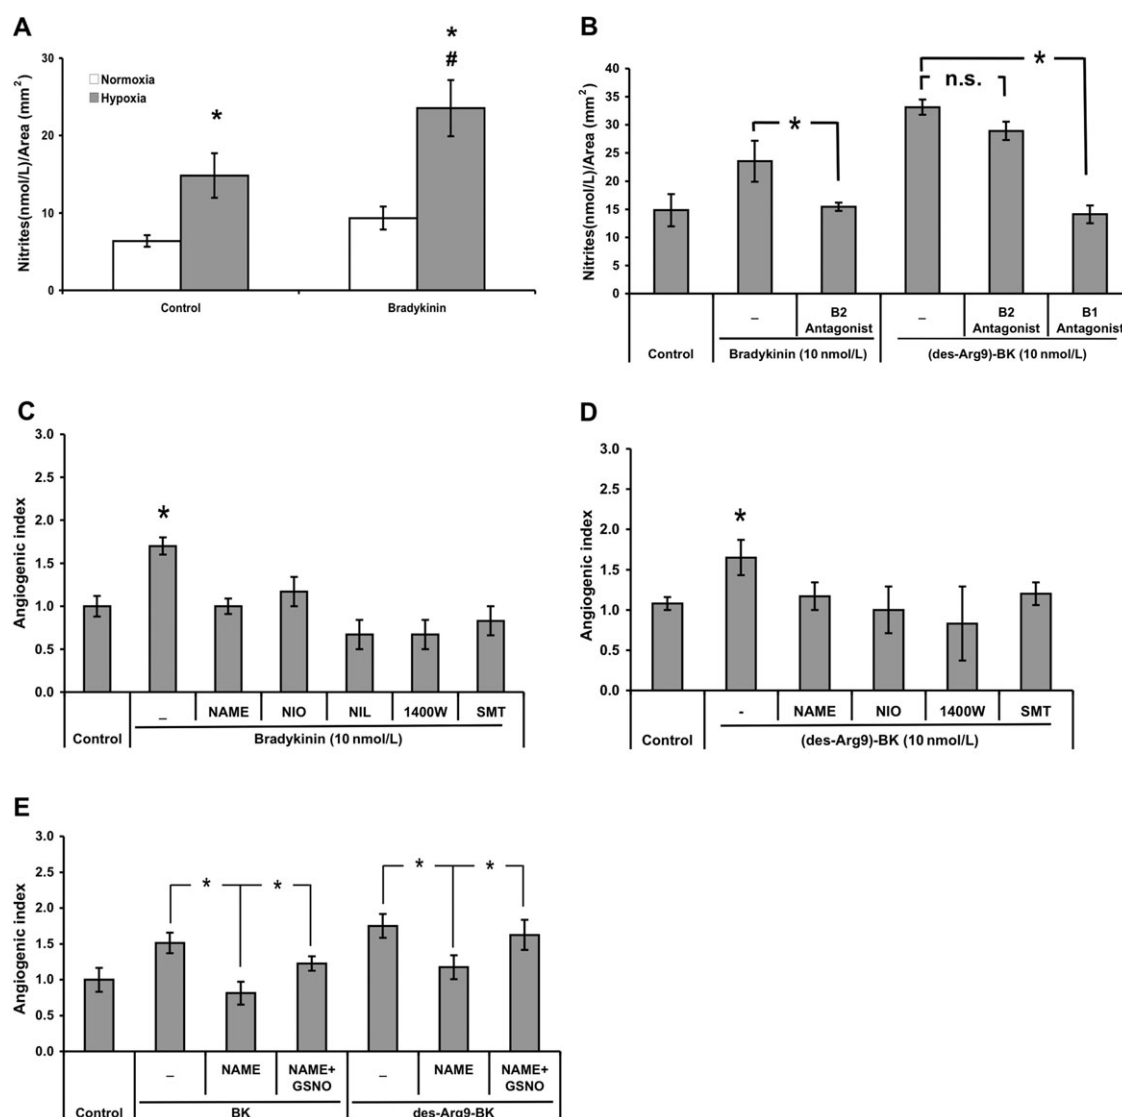 A
Nitrites(nmol/L)/Area (mm²)
30
20
10
0
Normoxia
Hypoxia
*
*
#
Control
Bradykinin
B
Nitrites(nmol/L)/Area (mm²)
40
35
30
25
20
15
10
5
0
*
n.s.
*
Control
–
B2 Antagonist
Bradykinin (10 nmol/L)
–
B2 Antagonist
B1 Antagonist
(des-Arg9)-BK (10 nmol/L)
C
Angiogenic index
3.0
2.5
2.0
1.5
1.0
0.5
0.0
*
Control
–
NAME
NIO
NIL
1400W
SMT
Bradykinin (10 nmol/L)
D
Angiogenic index
3.0
2.5
2.0
1.5
1.0
0.5
0.0
*
Control
-
NAME
NIO
1400W
SMT
(des-Arg9)-BK (10 nmol/L)
E
Angiogenic index
3.0
2.5
2.0
1.5
1.0
0.5
0.0
*
*
*
*
Control
–
NAME
NAME+
GSNO
BK
–
NAME
NAME+
GSNO
des-Arg9-BK